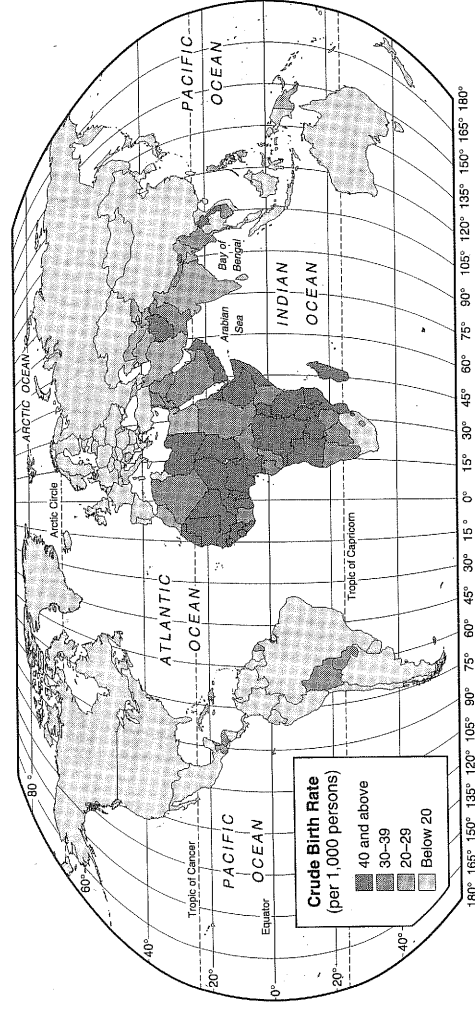 ARCTIC OCEAN
80°
Arctic Circle
60°
40°
ATLANTIC
OCEAN
PACIFIC
OCEAN
Tropic of Cancer
20°
Arabian
Sea
Bay of
Bengal
PACIFIC
OCEAN
Equator
0°
INDIAN
OCEAN
20°
Tropic of Capricorn
40°
Crude Birth Rate
(per 1,000 persons)
40 and above
30–39
20–29
Below 20
180° 165° 150° 135° 120° 105° 90° 75° 60° 45° 30° 15° 0° 15° 30° 45° 60° 75° 90° 105° 120° 135° 150° 165° 180°